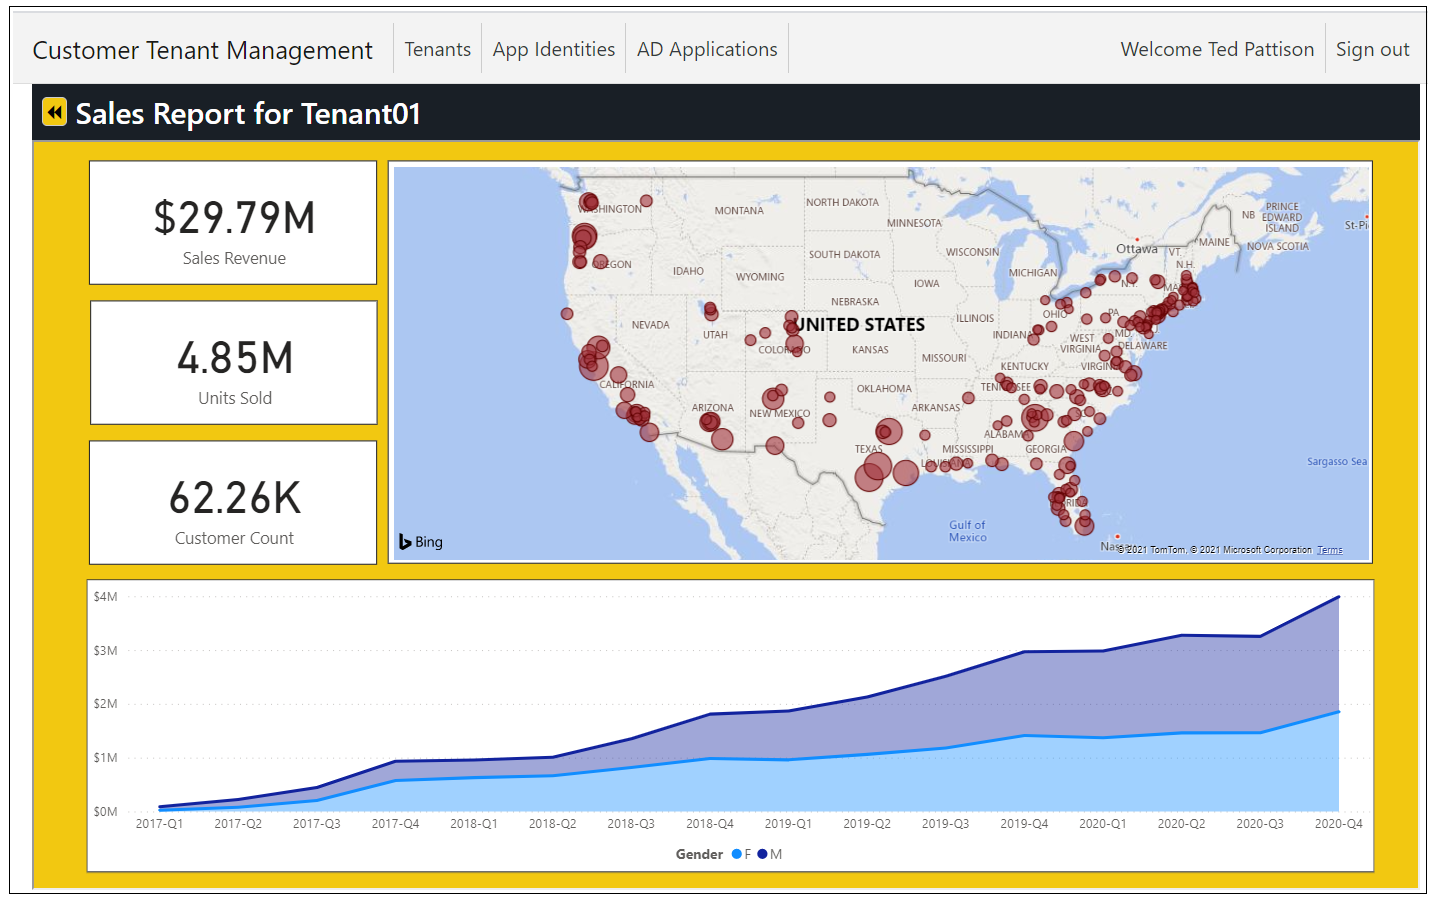 Customer Tenant Management
Tenants
App Identities
AD Applications
Welcome Ted Pattison
Sign out
Sales Report for Tenant01
$29.79M
Sales Revenue
4.85M
Units Sold
62.26K
Customer Count
WASHINGTON
MONTANA
NORTH DAKOTA
MINNESOTA
OREGON
IDAHO
WYOMING
SOUTH DAKOTA
WISCONSIN
MICHIGAN
Ottawa
VT.
N.H.
MAINE
NB
PRINCE
EDWARD
ISLAND
NOVA SCOTIA
St-Pi
NEVADA
UTAH
NEBRASKA
IOWA
ILLINOIS
INDIANA
OHIO
PA
N.Y.
MA
MD.
DELAWARE
UNITED STATES
COLORADO
KANSAS
MISSOURI
WEST
VIRGINIA
VIRGIN
KENTUCKY
CALIFORNIA
ARIZONA
NEW MEXICO
OKLAHOMA
ARKANSAS
TENNESSEE
MISSISSIPPI
ALABAMA
GEORGIA
TEXAS
LOUISIANA
FLORIDA
Gulf of
Mexico
Sargasso Sea
Nassau
Bing
© 2021 TomTom, © 2021 Microsoft Corporation Terms
$4M
$3M
$2M
$1M
$0M
2017-Q1 2017-Q2 2017-Q3 2017-Q4 2018-Q1 2018-Q2 2018-Q3 2018-Q4 2019-Q1 2019-Q2 2019-Q3 2019-Q4 2020-Q1 2020-Q2 2020-Q3 2020-Q4
Gender F M